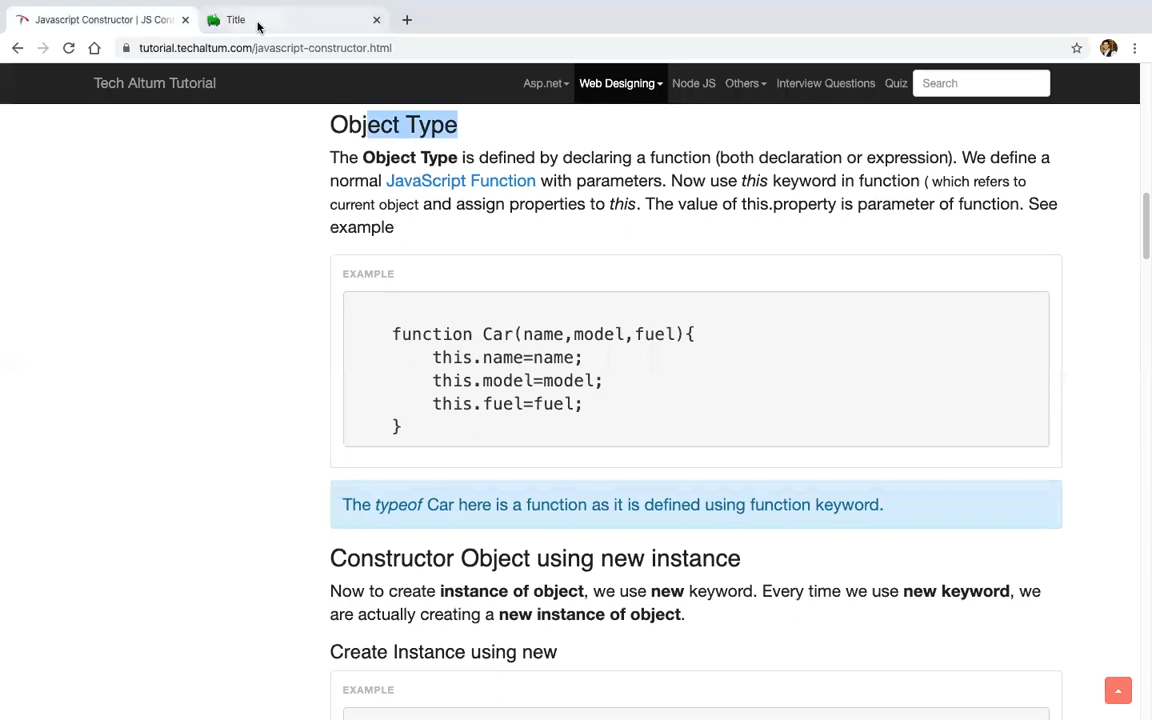 Javascript Constructor | JS Cons
Title
tutorial.techaltum.com/javascript-constructor.html
Tech Altum Tutorial
Asp.net
Web Designing
Node JS
Others
Interview Questions
Quiz
Search
Object Type
The Object Type is defined by declaring a function (both declaration or expression). We define a
normal JavaScript Function with parameters. Now use this keyword in function ( which refers to
current object and assign properties to this. The value of this.property is parameter of function. See
example
EXAMPLE
function Car(name,model,fuel){
this.name=name;
this.model=model;
this.fuel=fuel;
}
The typeof Car here is a function as it is defined using function keyword.
Constructor Object using new instance
Now to create instance of object, we use new keyword. Every time we use new keyword, we
are actually creating a new instance of object.
Create Instance using new
EXAMPLE